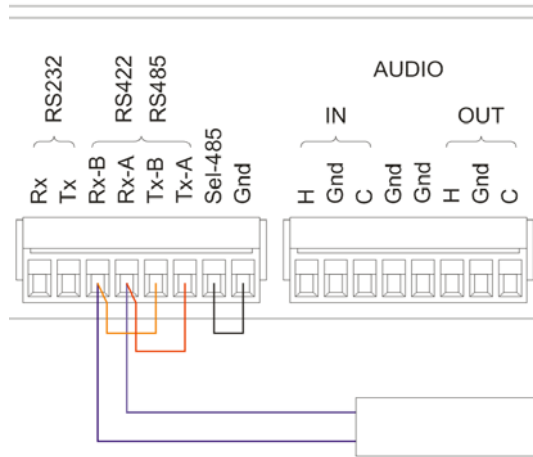 RS232
RS422
RS485
AUDIO
IN
OUT
Rx
Tx
Rx-B
Rx-A
Tx-B
Tx-A
Sel-485
Gnd
H
Gnd
C
Gnd
Gnd
H
Gnd
C